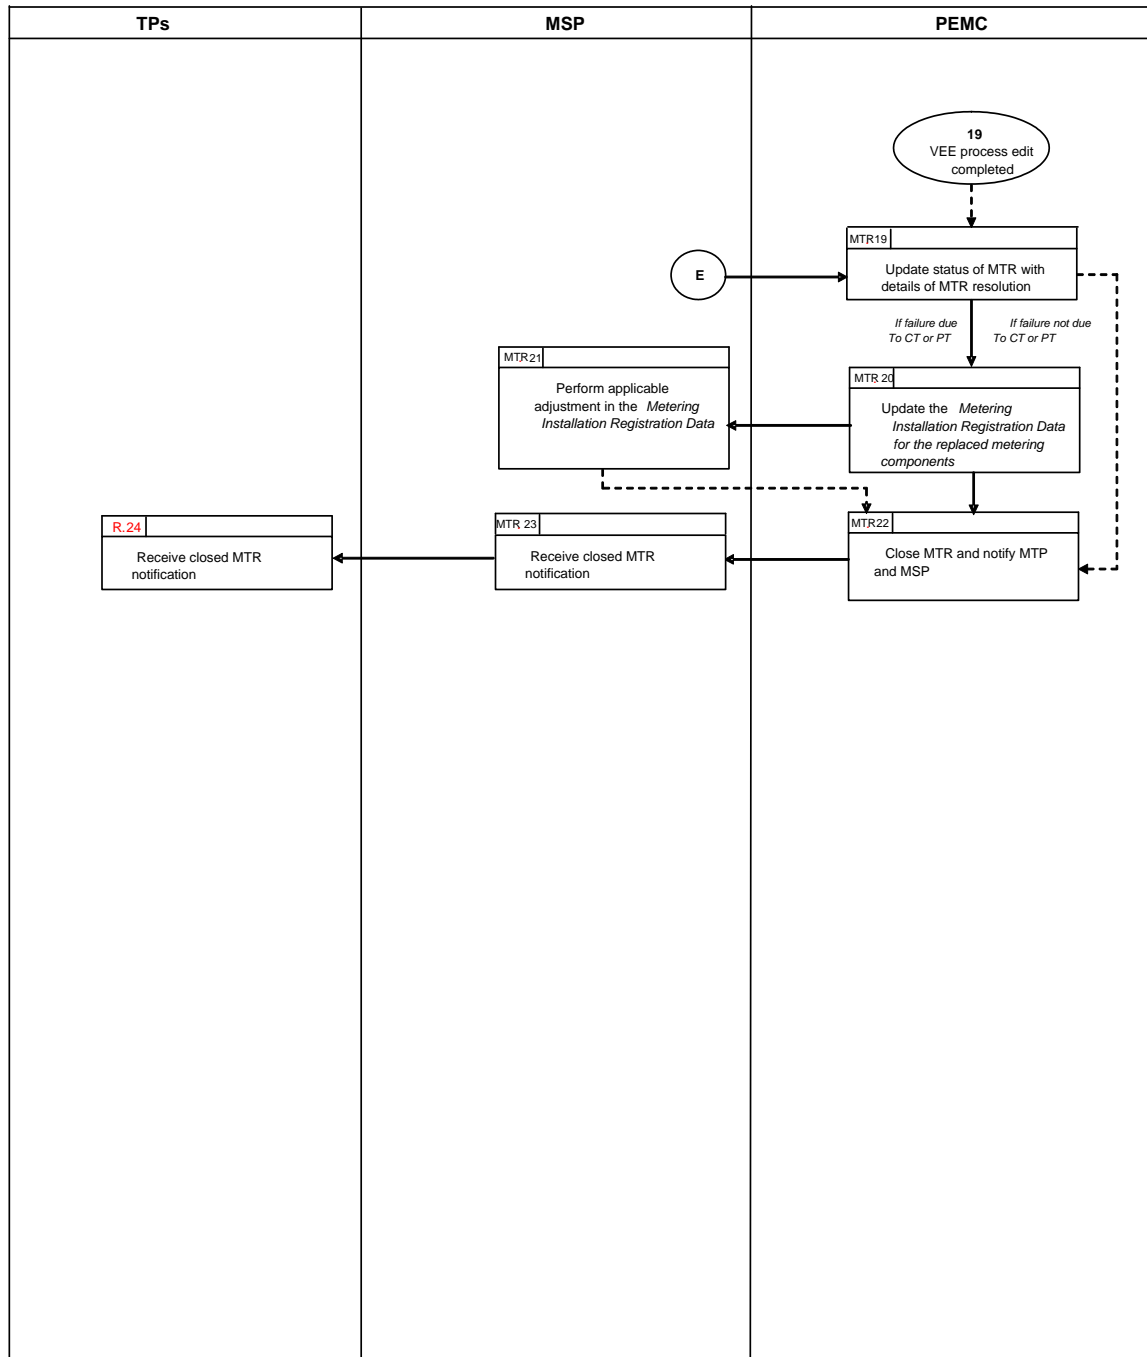 TPs
MSP
PEMC
19
VEE process edit
completed
MTR19
Update status of MTR with
details of MTR resolution
E
If failure due
To CT or PT
If failure not due
To CT or PT
MTR21
Perform applicable
adjustment in the Metering
Installation Registration Data
MTR. 20
Update the Metering
Installation Registration Data
for the replaced metering
components
R.24
Receive closed MTR
notification
MTR. 23
Receive closed MTR
notification
MTR22
Close MTR and notify MTP
and MSP